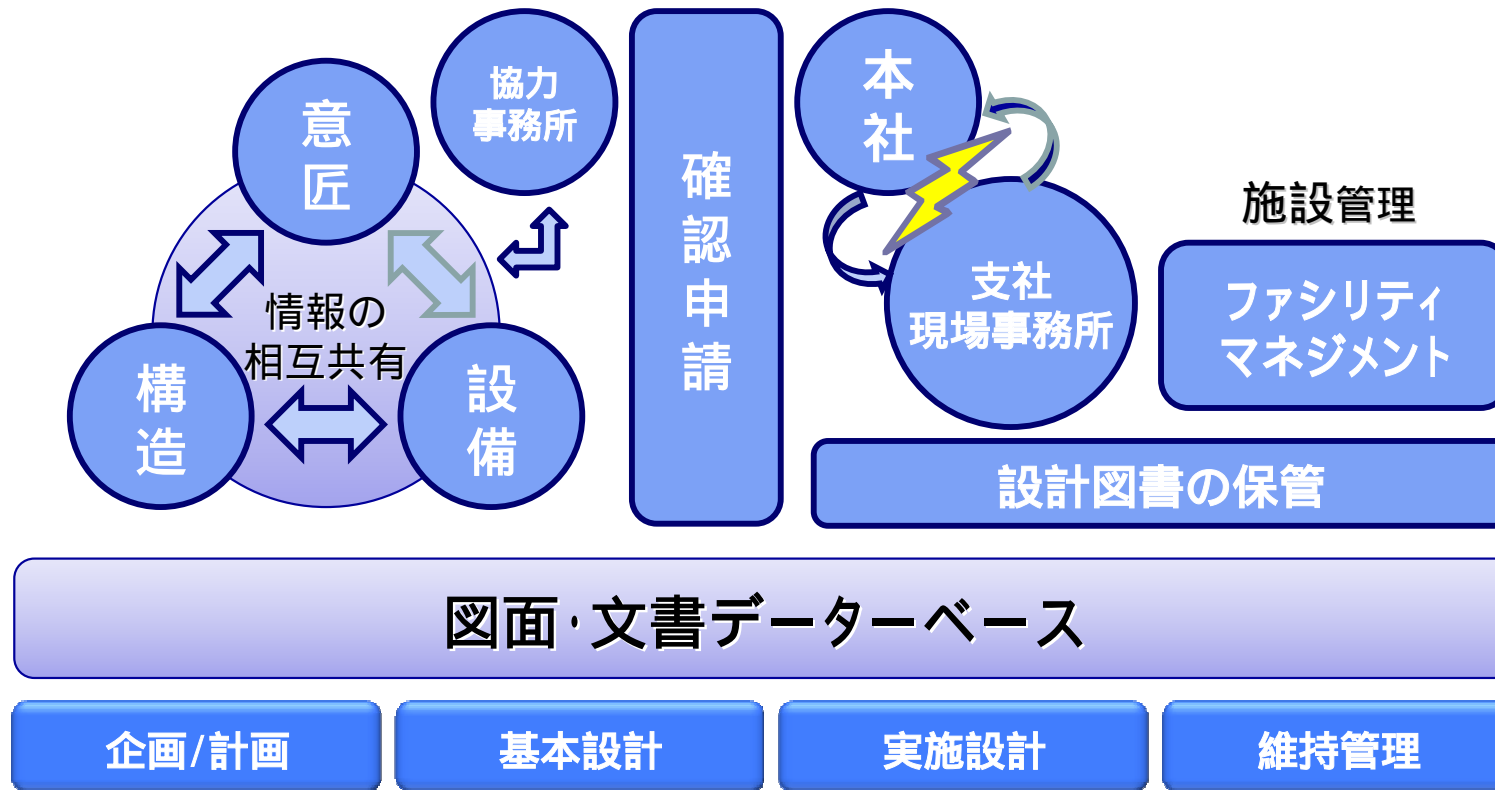 意
匠
協力
事務所
情報の
相互共有
構
造
設
備
確
認
申
請
本
社
支社
現場事務所
施設管理
ファシリティ
マネジメント
設計図書の保管
図面・文書データーベース
企画/計画
基本設計
実施設計
維持管理